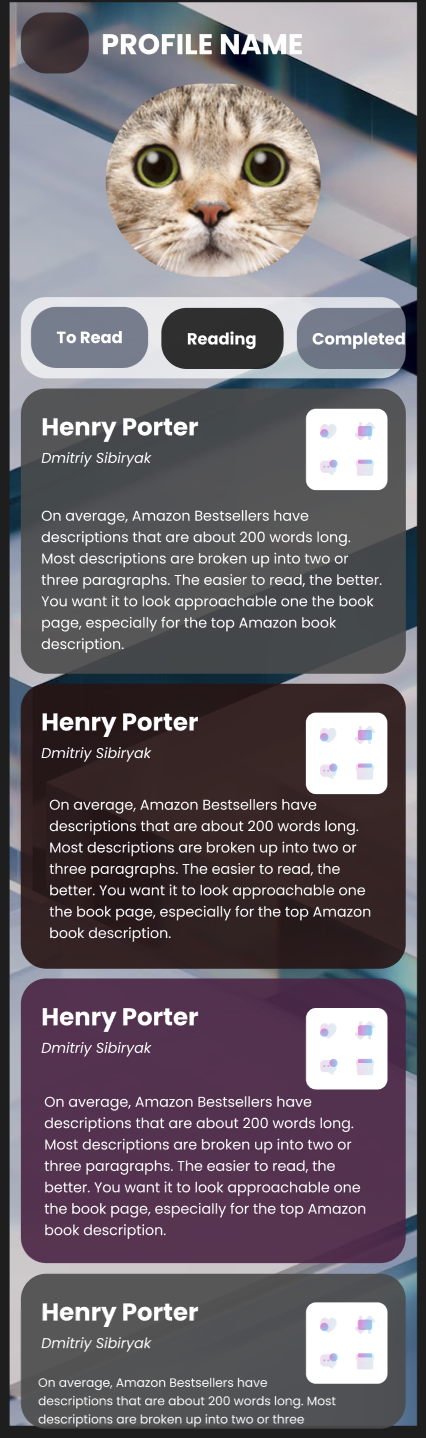 PROFILE NAME
To Read
Reading
Completed
Henry Porter
Dmitriy Sibiryak
On average, Amazon Bestsellers have
descriptions that are about 200 words long.
Most descriptions are broken up into two or
three paragraphs. The easier to read, the better.
You want it to look approachable one the book
page, especially for the top Amazon book
description.
Henry Porter
Dmitriy Sibiryak
On average, Amazon Bestsellers have
descriptions that are about 200 words long.
Most descriptions are broken up into two or
three paragraphs. The easier to read, the
better. You want it to look approachable one
the book page, especially for the top Amazon
book description.
Henry Porter
Dmitriy Sibiryak
On average, Amazon Bestsellers have
descriptions that are about 200 words long.
Most descriptions are broken up into two or
three paragraphs. The easier to read, the
better. You want it to look approachable one
the book page, especially for the top Amazon
book description.
Henry Porter
Dmitriy Sibiryak
On average, Amazon Bestsellers have
descriptions that are about 200 words long. Most
descriptions are broken up into two or three